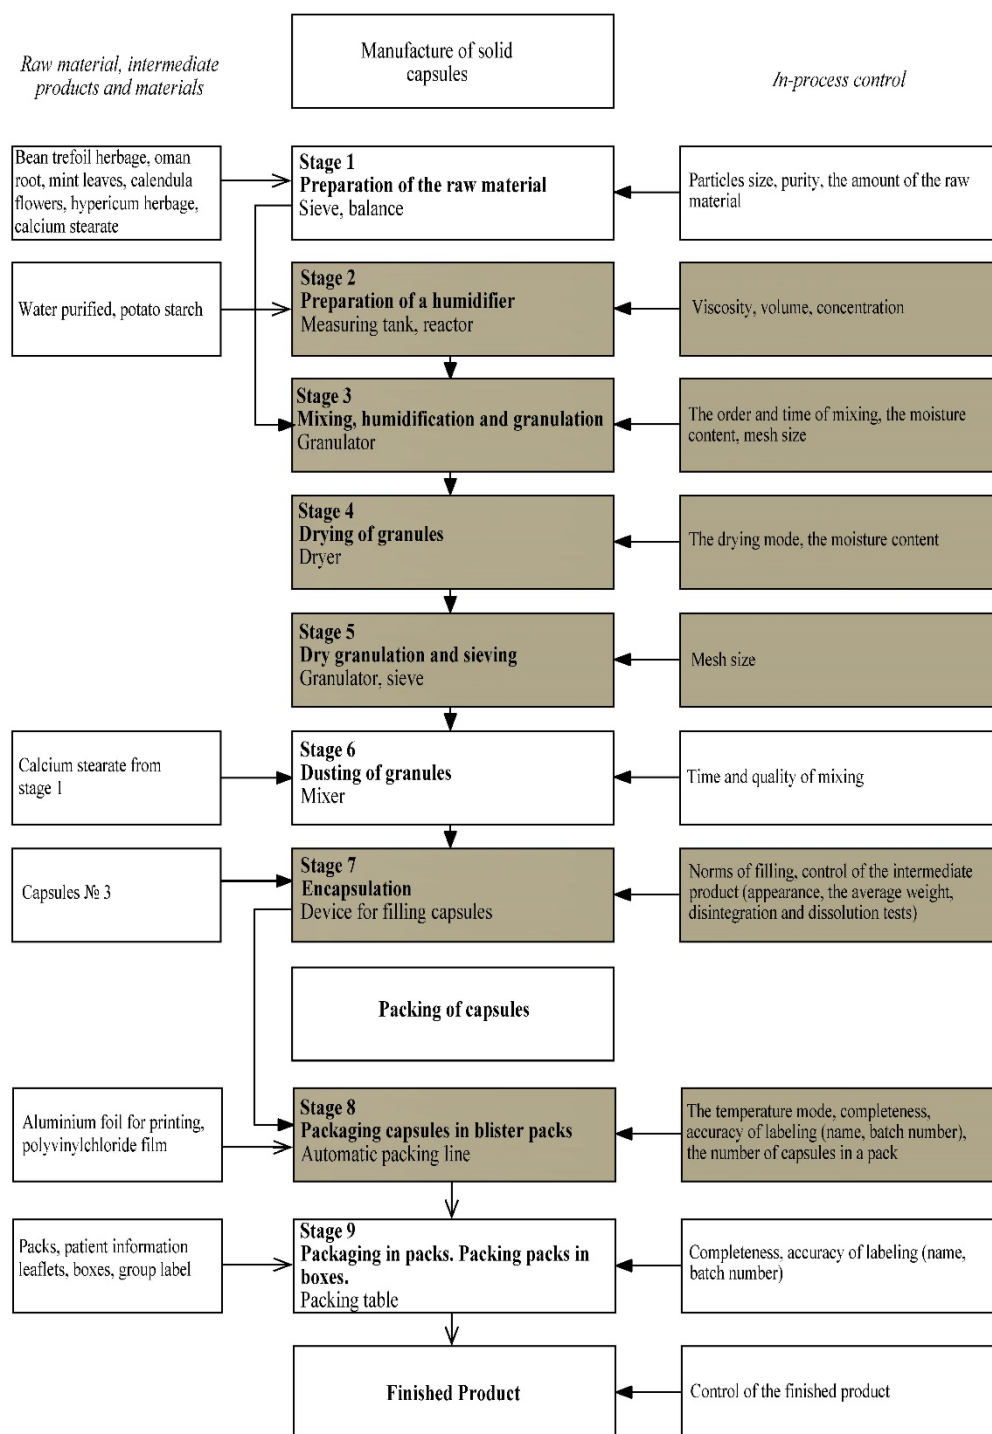 Raw material, intermediate
products and materials
Manufacture of solid
capsules
In-process control
Bean trefoil herbage, oman
root, mint leaves, calendula
flowers, hypericum herbage,
calcium stearate
Stage 1
Preparation of the raw material
Sieve, balance
Particles size, purity, the amount of the raw
material
Water purified, potato starch
Stage 2
Preparation of a humidifier
Measuring tank, reactor
Viscosity, volume, concentration
Stage 3
Mixing, humidification and granulation
Granulator
The order and time of mixing, the moisture
content, mesh size
Stage 4
Drying of granules
Dryer
The drying mode, the moisture content
Stage 5
Dry granulation and sieving
Granulator, sieve
Mesh size
Calcium stearate from
stage 1
Stage 6
Dusting of granules
Mixer
Time and quality of mixing
Capsules № 3
Stage 7
Encapsulation
Device for filling capsules
Norms of filling, control of the intermediate
product (appearance, the average weight,
disintegration and dissolution tests)
Packing of capsules
Aluminium foil for printing,
polyvinylchloride film
Stage 8
Packaging capsules in blister packs
Automatic packing line
The temperature mode, completeness,
accuracy of labeling (name, batch number),
the number of capsules in a pack
Packs, patient information
leaflets, boxes, group label
Stage 9
Packaging in packs. Packing packs in
boxes.
Packing table
Completeness, accuracy of labeling (name,
batch number)
Finished Product
Control of the finished product